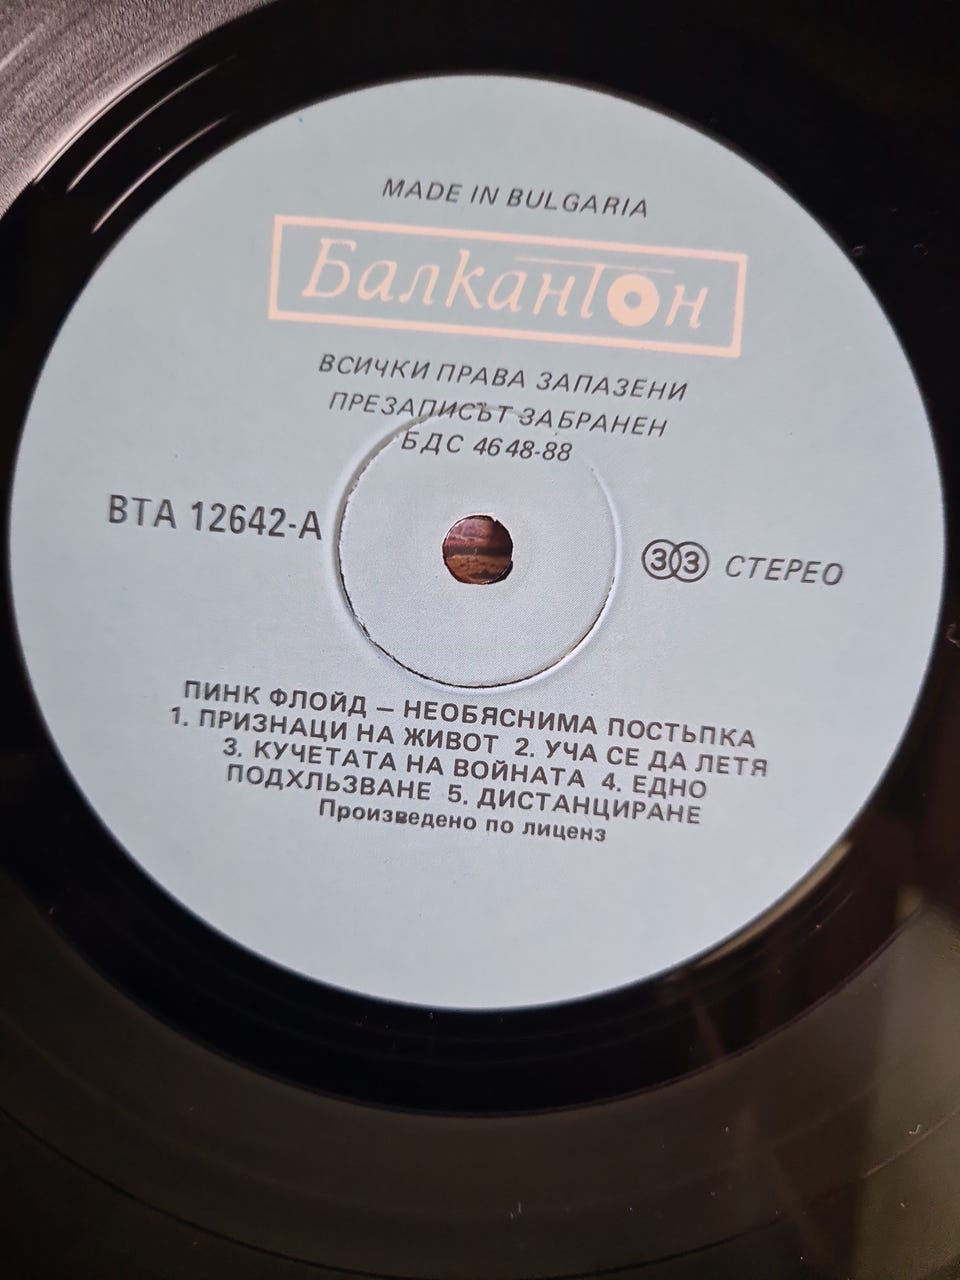 MADE IN BULGARIA
Балкантон
ВСИЧКИ ПРАВА ЗАПАЗЕНИ
ПРЕЗАПИСЪТ ЗАБРАНЕН
БДС 4648-88
ВТА 12642-А
33 СТЕРЕО
ПИНК ФЛОЙД – НЕОБЯСНИМА ПОСТЪПКА
1. ПРИЗНАЦИ НА ЖИВОТ 2. УЧА СЕ ДА ЛЕТЯ
3. КУЧЕТАТА НА ВОЙНАТА 4. ЕДНО
ПОДХЛЪЗВАНЕ 5. ДИСТАНЦИРАНЕ
Произведено по лиценз